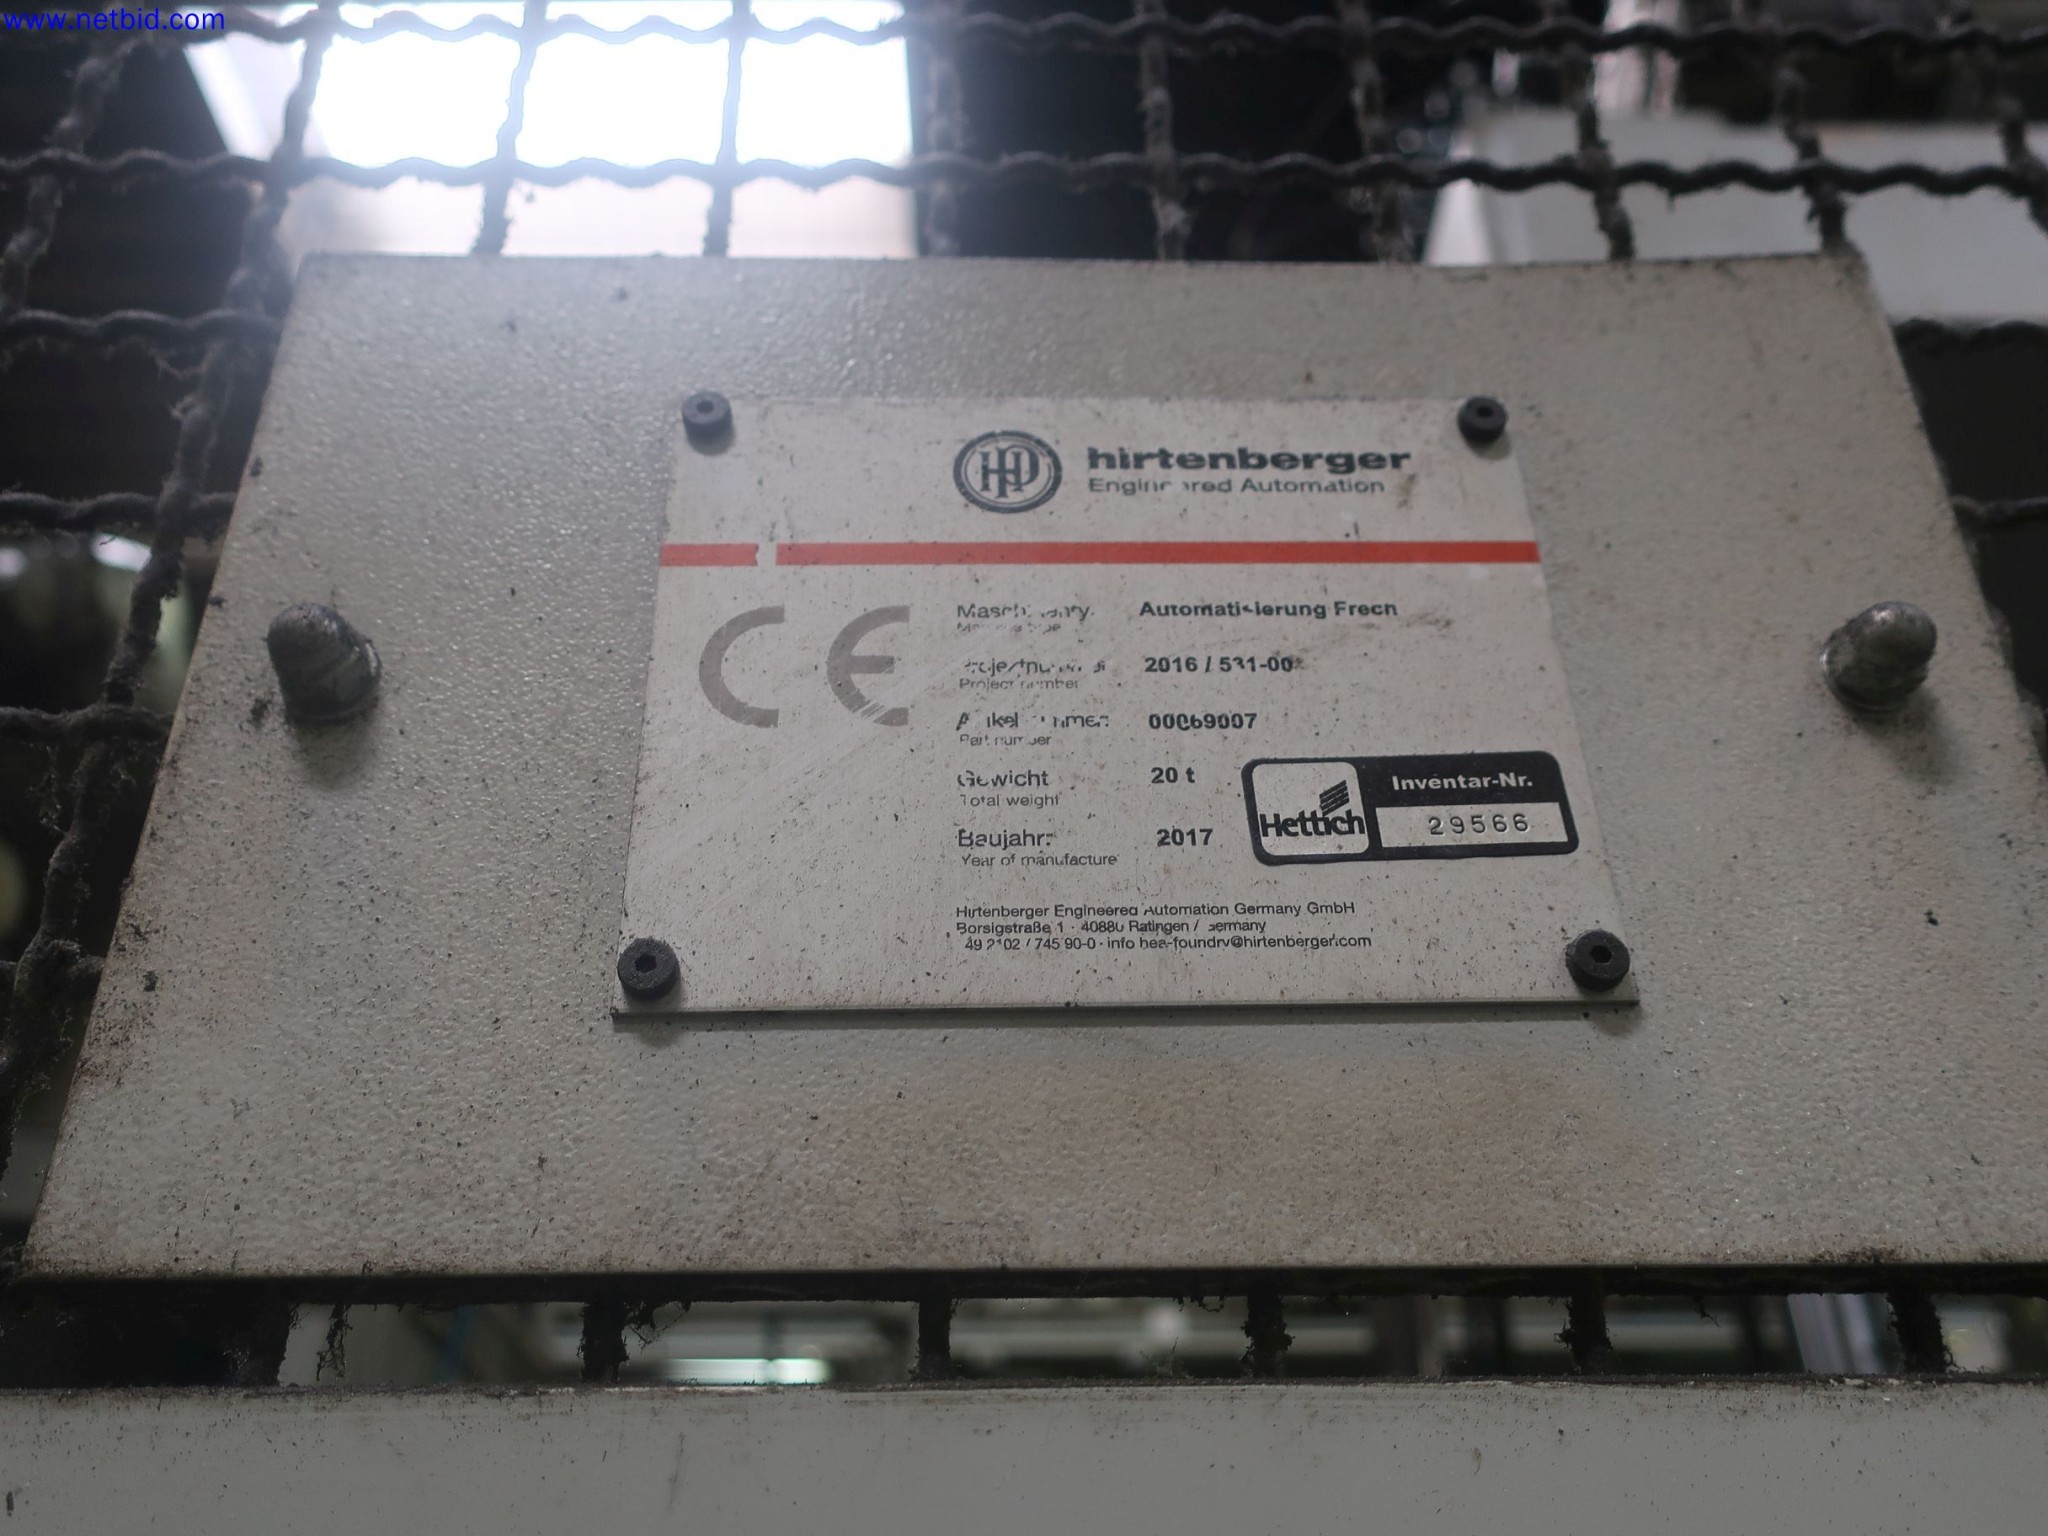 www.netbid.com
HP
hirtenberger
Engineered Automation
CE
Automatisierung Frech
2016 / 531-00
Project number
Artikelnummer: 00069007
Part number
Gewicht 20 t
Total weight
Baujahr: 2017
Year of manufacture
Hettich
Inventar-Nr.
29566
Hirtenberger Engineered Automation Germany GmbH
Borsigstraße 1 · 40880 Ratingen / Germany
49 2102 / 745 90-0 · info hea-foundry@hirtenberger.com